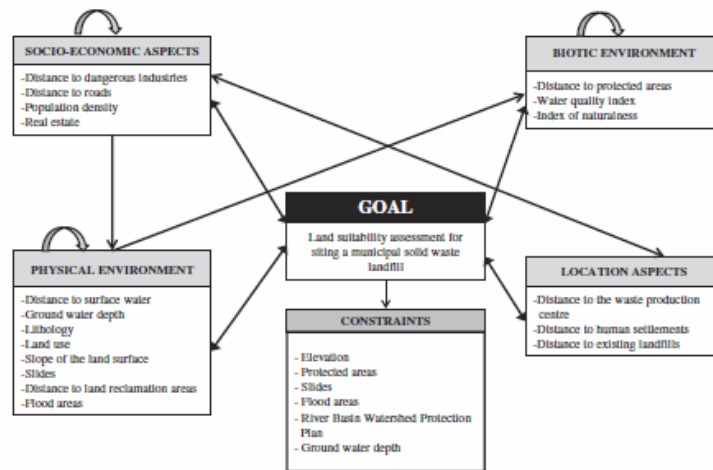 SOCIO-ECONOMIC ASPECTS
-Distance to dangerous industries
-Distance to roads
-Population density
-Real estate
BIOTIC ENVIRONMENT
-Distance to protected areas
-Water quality index
-Index of naturalness
GOAL
Land suitability assessment for
siting a municipal solid waste
landfill
PHYSICAL ENVIRONMENT
-Distance to surface water
-Ground water depth
-Lithology
-Land use
-Slope of the land surface
-Slides
-Distance to land reclamation areas
-Flood areas
CONSTRAINTS
- Elevation
- Protected areas
- Slides
- Flood areas
- River Basin Watershed Protection
Plan
- Ground water depth
LOCATION ASPECTS
-Distance to the waste production
centre
-Distance to human settlements
-Distance to existing landfills